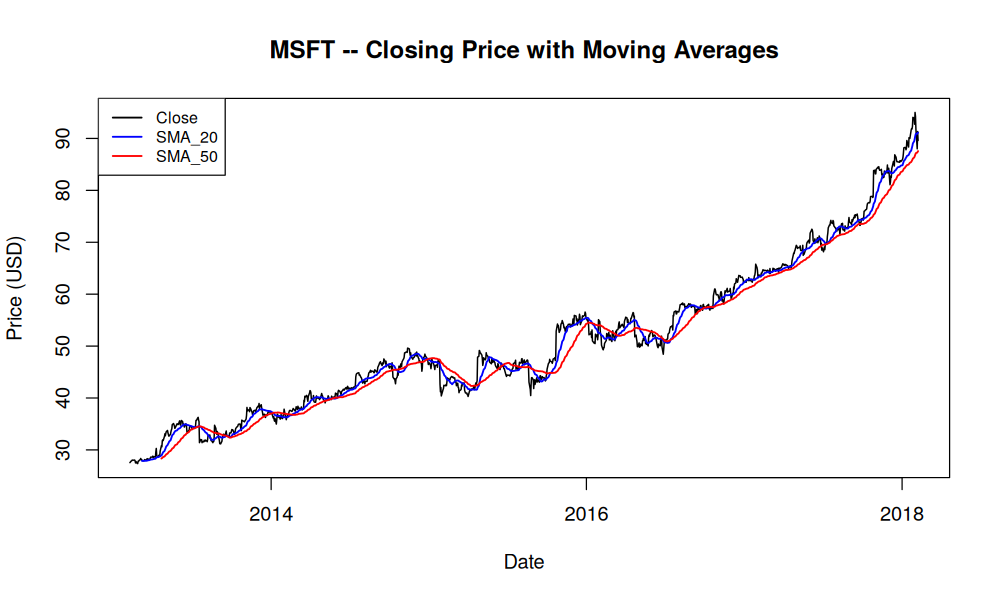 MSFT -- Closing Price with Moving Averages
Close
SMA_20
SMA_50
Price (USD)
90
80
70
60
50
40
30
2014
2016
2018
Date